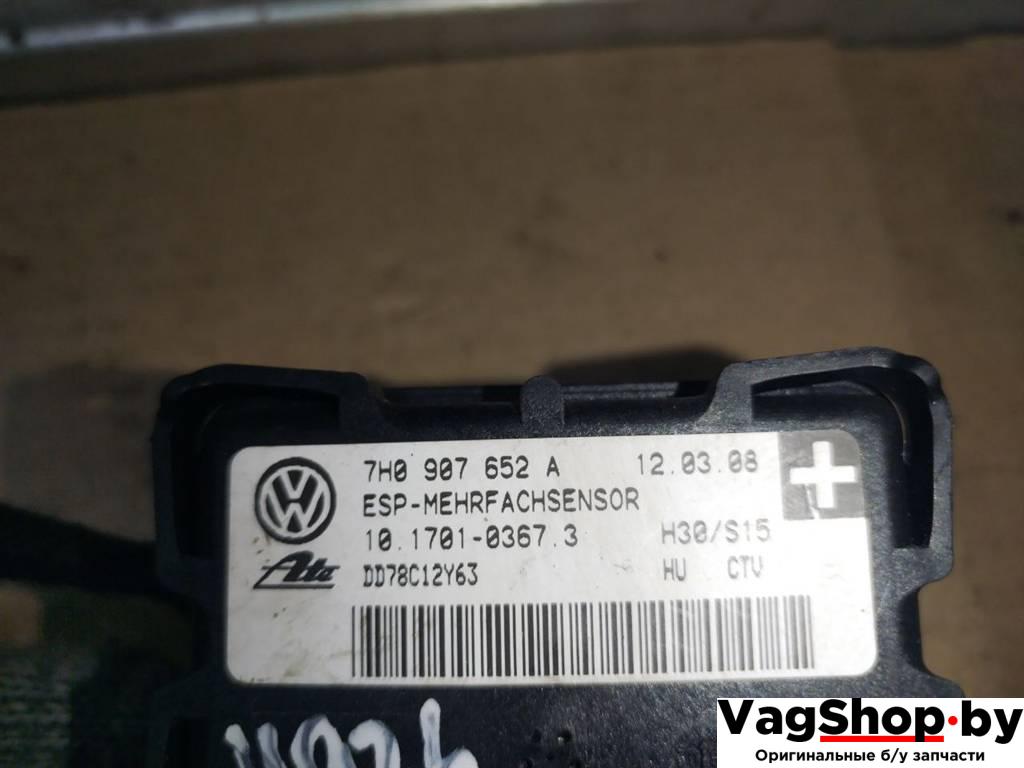 7H0 907 652 A 12.03.08
ESP-MEHRFACHSENSOR
10.1701-0367.3 H30/S15
Ate DD78C12Y63 HU CTV
VagShop.by
Оригинальные б/у запчасти